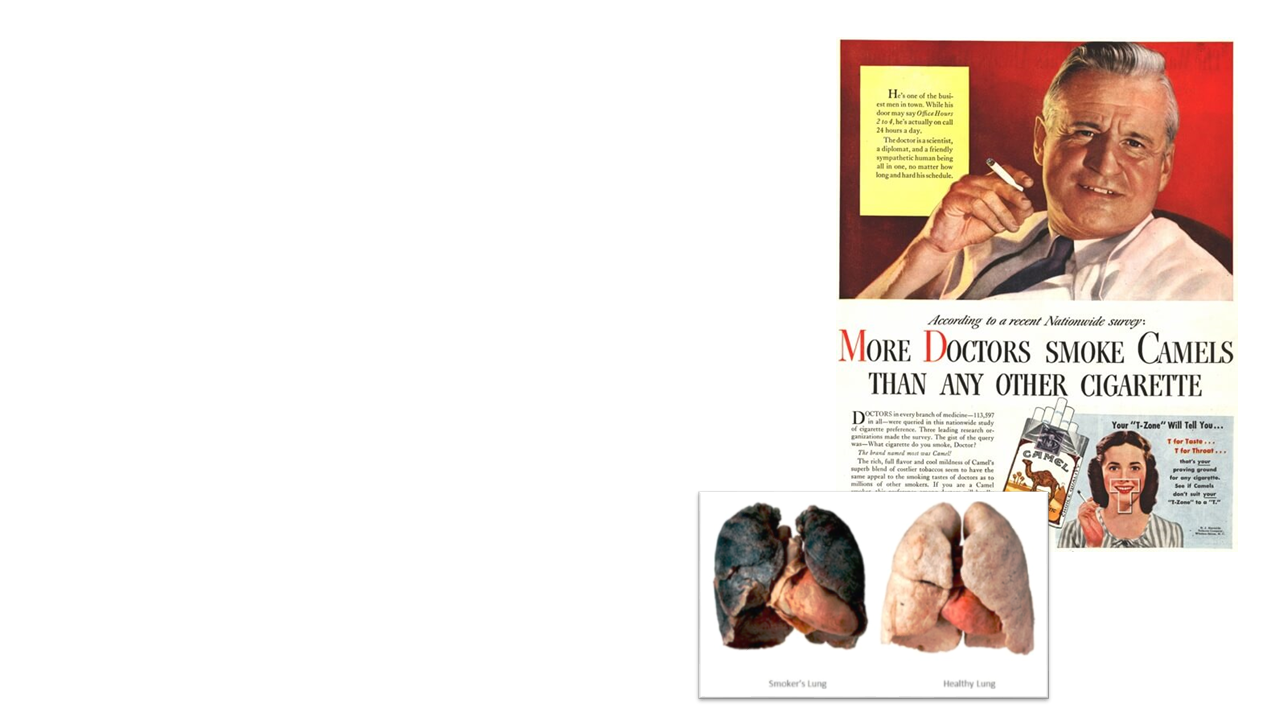 He's one of the busi-
est men in town. While his
door may say Office Hours
2 to 4, he's actually on call
24 hours a day.
The doctor is a scientist,
a diplomat, and a friendly
sympathetic human being
all in one, no matter how
long and hard his schedule.
According to a recent Nationwide survey:
MORE DOCTORS SMOKE CAMELS
THAN ANY OTHER CIGARETTE
DOCTORS in every branch of medicine—113,597
in all—were queried in this nationwide study
of cigarette preference. Three leading research or-
ganizations made the survey. The gist of the query
was—What cigarette do you smoke, Doctor?
The brand named most was Camel!
The rich, full flavor and cool mildness of Camel's
superb blend of costlier tobaccos seem to have the
same appeal to the smoking tastes of doctors as to
millions of other smokers. If you are a Camel
CAMEL
Your "T-Zone" Will Tell You...
T for Taste...
T for Throat...
that's your
proving ground
for any cigarette.
See if Camels
don't suit your
"T-Zone" to a "T."
T
Smoker's Lung
Healthy Lung